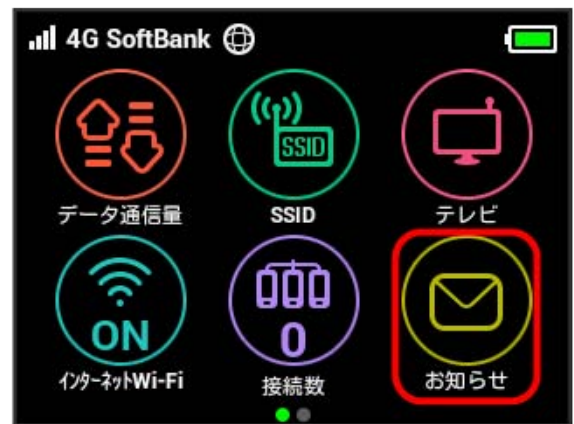 4G SoftBank
SSID
データ通信量
SSID
テレビ
ON
0
インターネットWi-Fi
接続数
お知らせ